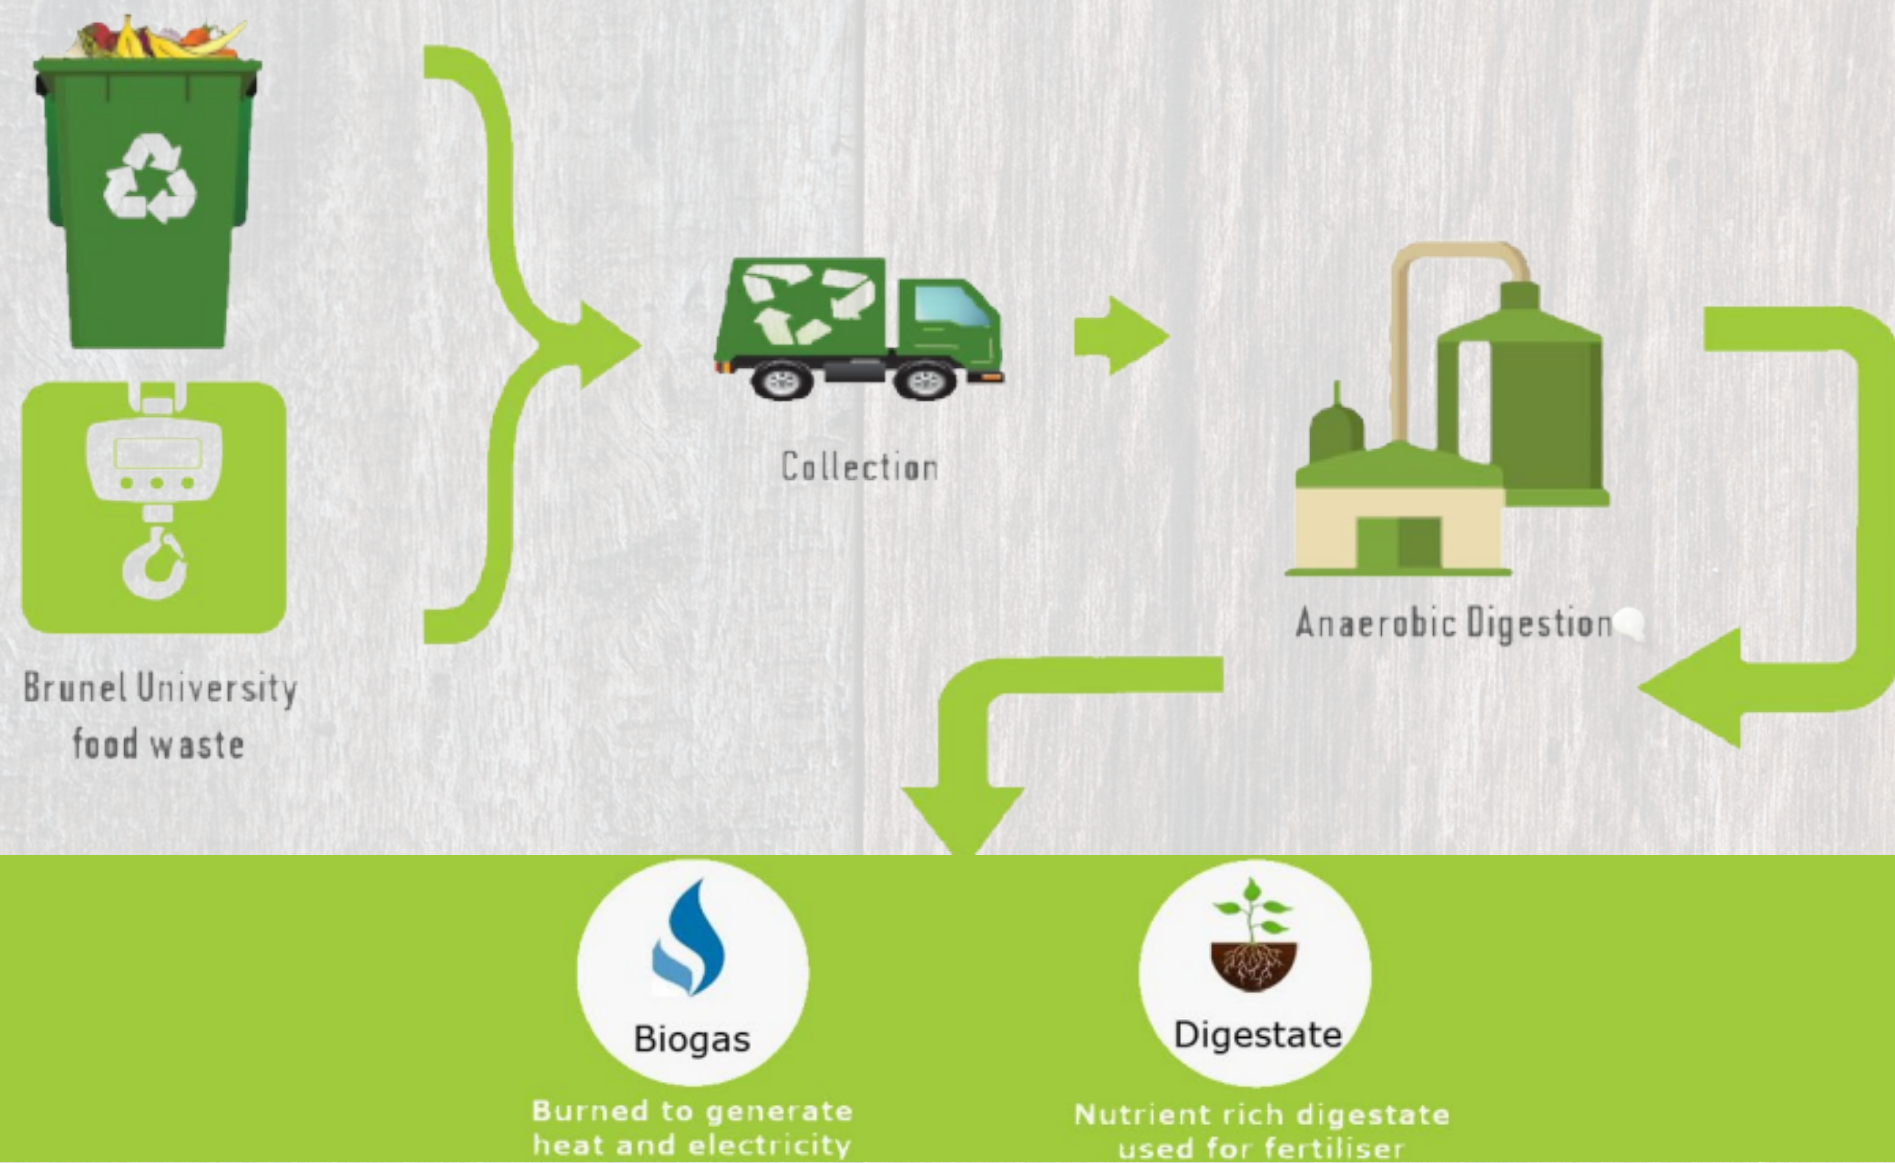 Brunel University
food waste
Collection
Anaerobic Digestion
Biogas
Burned to generate
heat and electricity
Digestate
Nutrient rich digestate
used for fertiliser